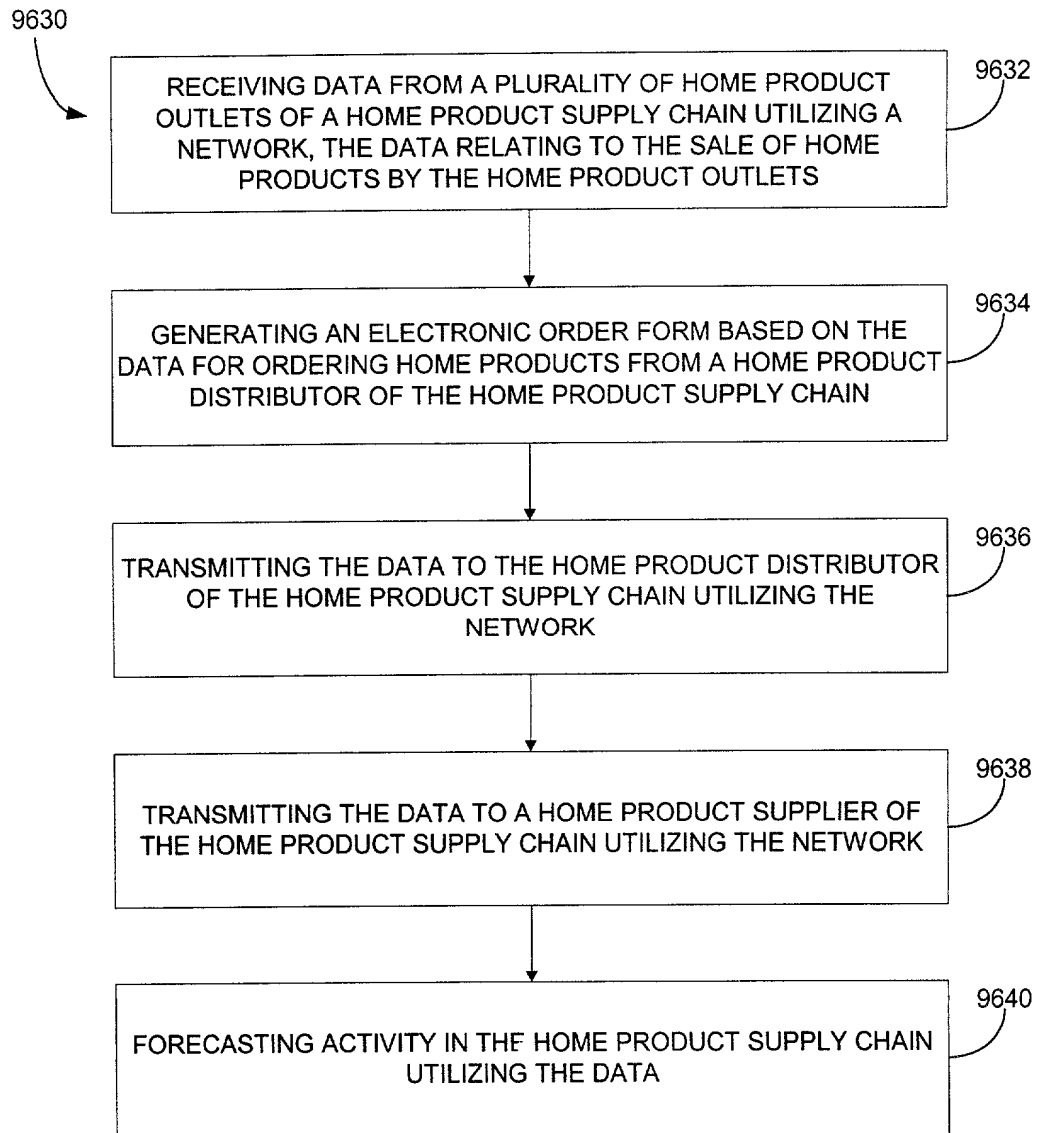 9630
RECEIVING DATA FROM A PLURALITY OF HOME PRODUCT
OUTLETS OF A HOME PRODUCT SUPPLY CHAIN UTILIZING A
NETWORK, THE DATA RELATING TO THE SALE OF HOME
PRODUCTS BY THE HOME PRODUCT OUTLETS
9632
GENERATING AN ELECTRONIC ORDER FORM BASED ON THE
DATA FOR ORDERING HOME PRODUCTS FROM A HOME PRODUCT
DISTRIBUTOR OF THE HOME PRODUCT SUPPLY CHAIN
9634
TRANSMITTING THE DATA TO THE HOME PRODUCT DISTRIBUTOR
OF THE HOME PRODUCT SUPPLY CHAIN UTILIZING THE
NETWORK
9636
TRANSMITTING THE DATA TO A HOME PRODUCT SUPPLIER OF
THE HOME PRODUCT SUPPLY CHAIN UTILIZING THE NETWORK
9638
FORECASTING ACTIVITY IN THE HOME PRODUCT SUPPLY CHAIN
UTILIZING THE DATA
9640